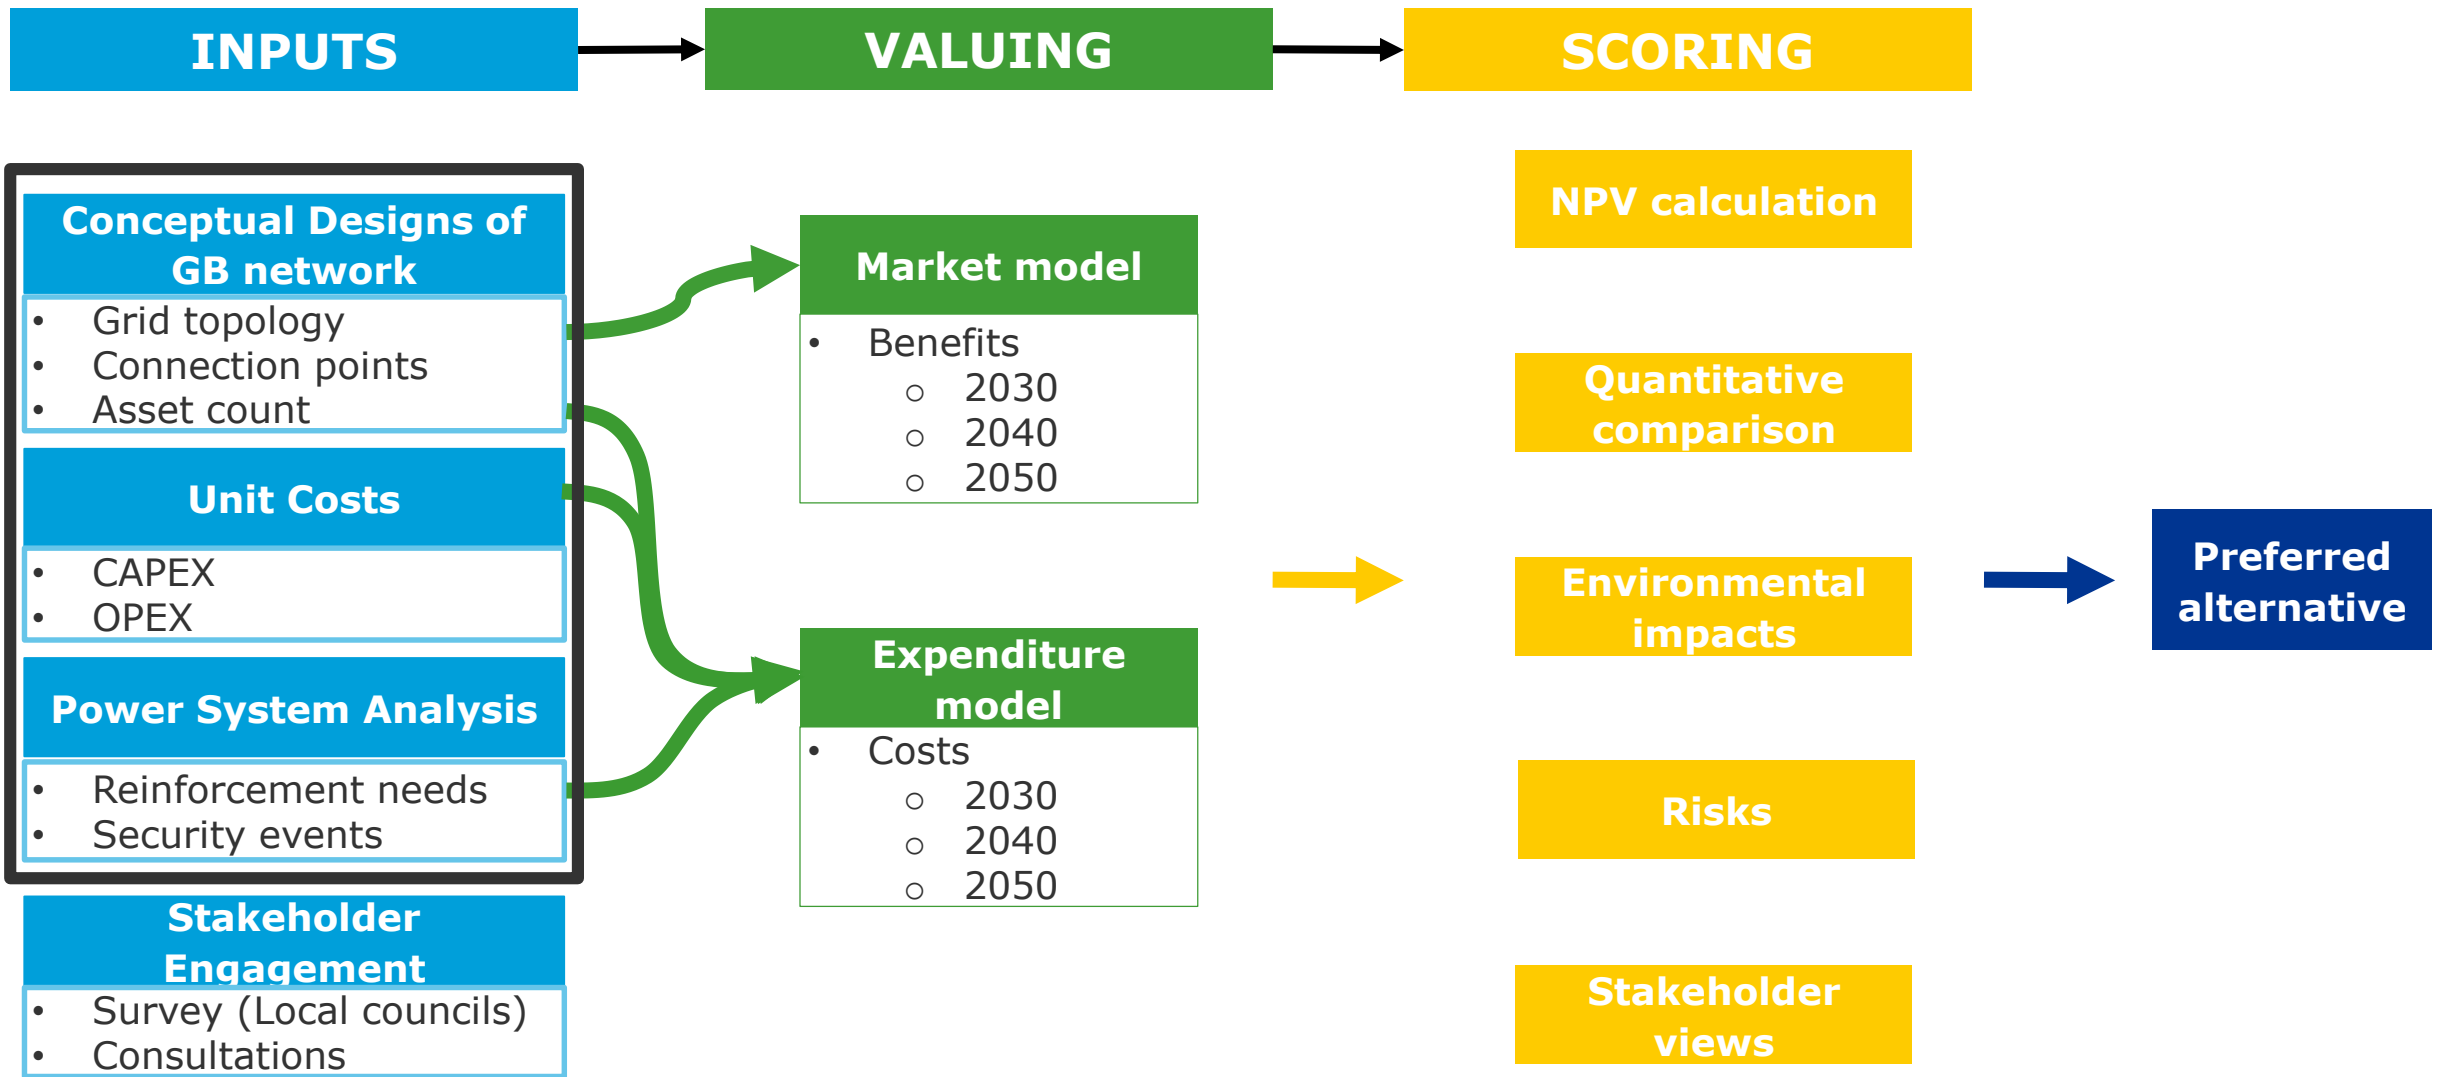 INPUTS
VALUING
SCORING
Conceptual Designs of
GB network
• Grid topology
• Connection points
• Asset count
Unit Costs
• CAPEX
• OPEX
Power System Analysis
• Reinforcement needs
• Security events
Stakeholder
Engagement
• Survey (Local councils)
• Consultations
Market model
• Benefits
o 2030
o 2040
o 2050
Expenditure
model
• Costs
o 2030
o 2040
o 2050
NPV calculation
Quantitative
comparison
Environmental
impacts
Risks
Stakeholder
views
Preferred
alternative